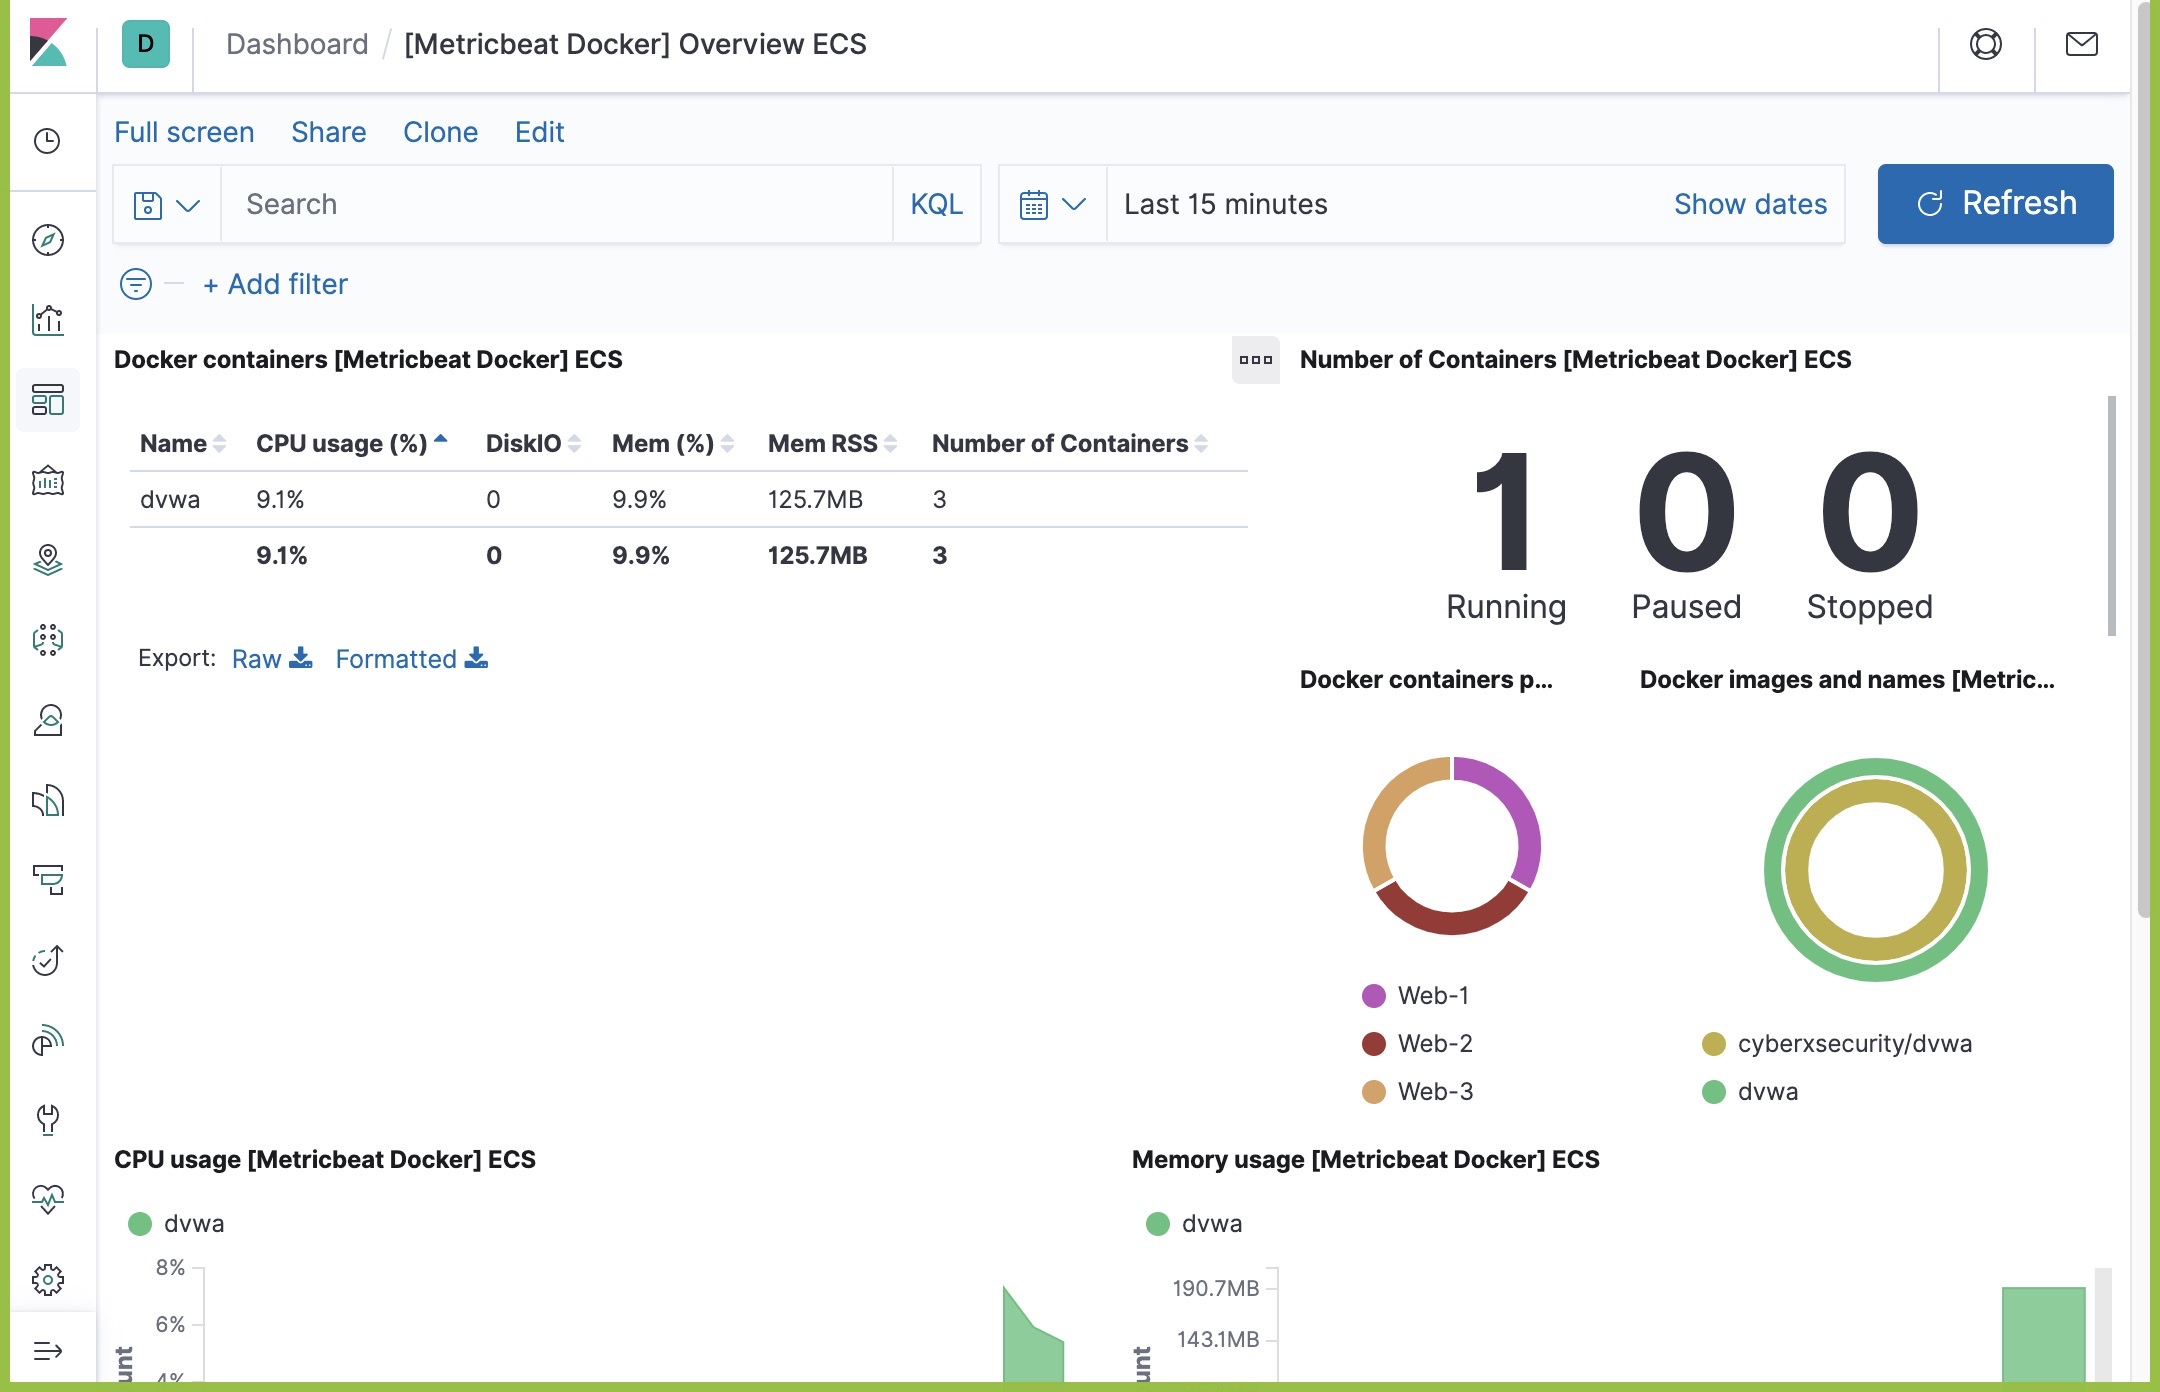 D Dashboard / [Metricbeat Docker] Overview ECS
Full screen Share Clone Edit
Search KQL Last 15 minutes Show dates Refresh
+ Add filter
Docker containers [Metricbeat Docker] ECS
Name CPU usage (%) DiskIO Mem (%) Mem RSS Number of Containers
dvwa 9.1% 0 9.9% 125.7MB 3
9.1% 0 9.9% 125.7MB 3
Export: Raw Formatted
Number of Containers [Metricbeat Docker] ECS
1 0 0
Running Paused Stopped
Docker containers p...
Web-1
Web-2
Web-3
Docker images and names [Metric...
cyberxsecurity/dvwa
dvwa
CPU usage [Metricbeat Docker] ECS
dvwa
8%
6%
4%
Memory usage [Metricbeat Docker] ECS
dvwa
190.7MB
143.1MB